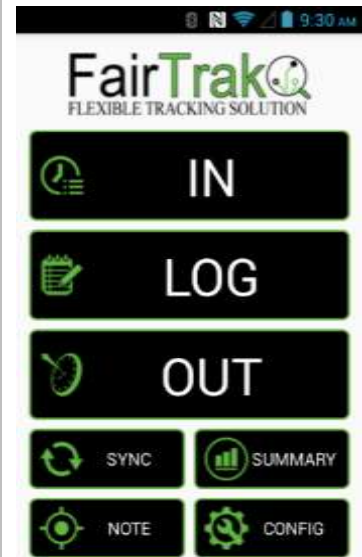 9:30 AM
FairTrak
FLEXIBLE TRACKING SOLUTION
IN
LOG
OUT
SYNC
SUMMARY
NOTE
CONFIG